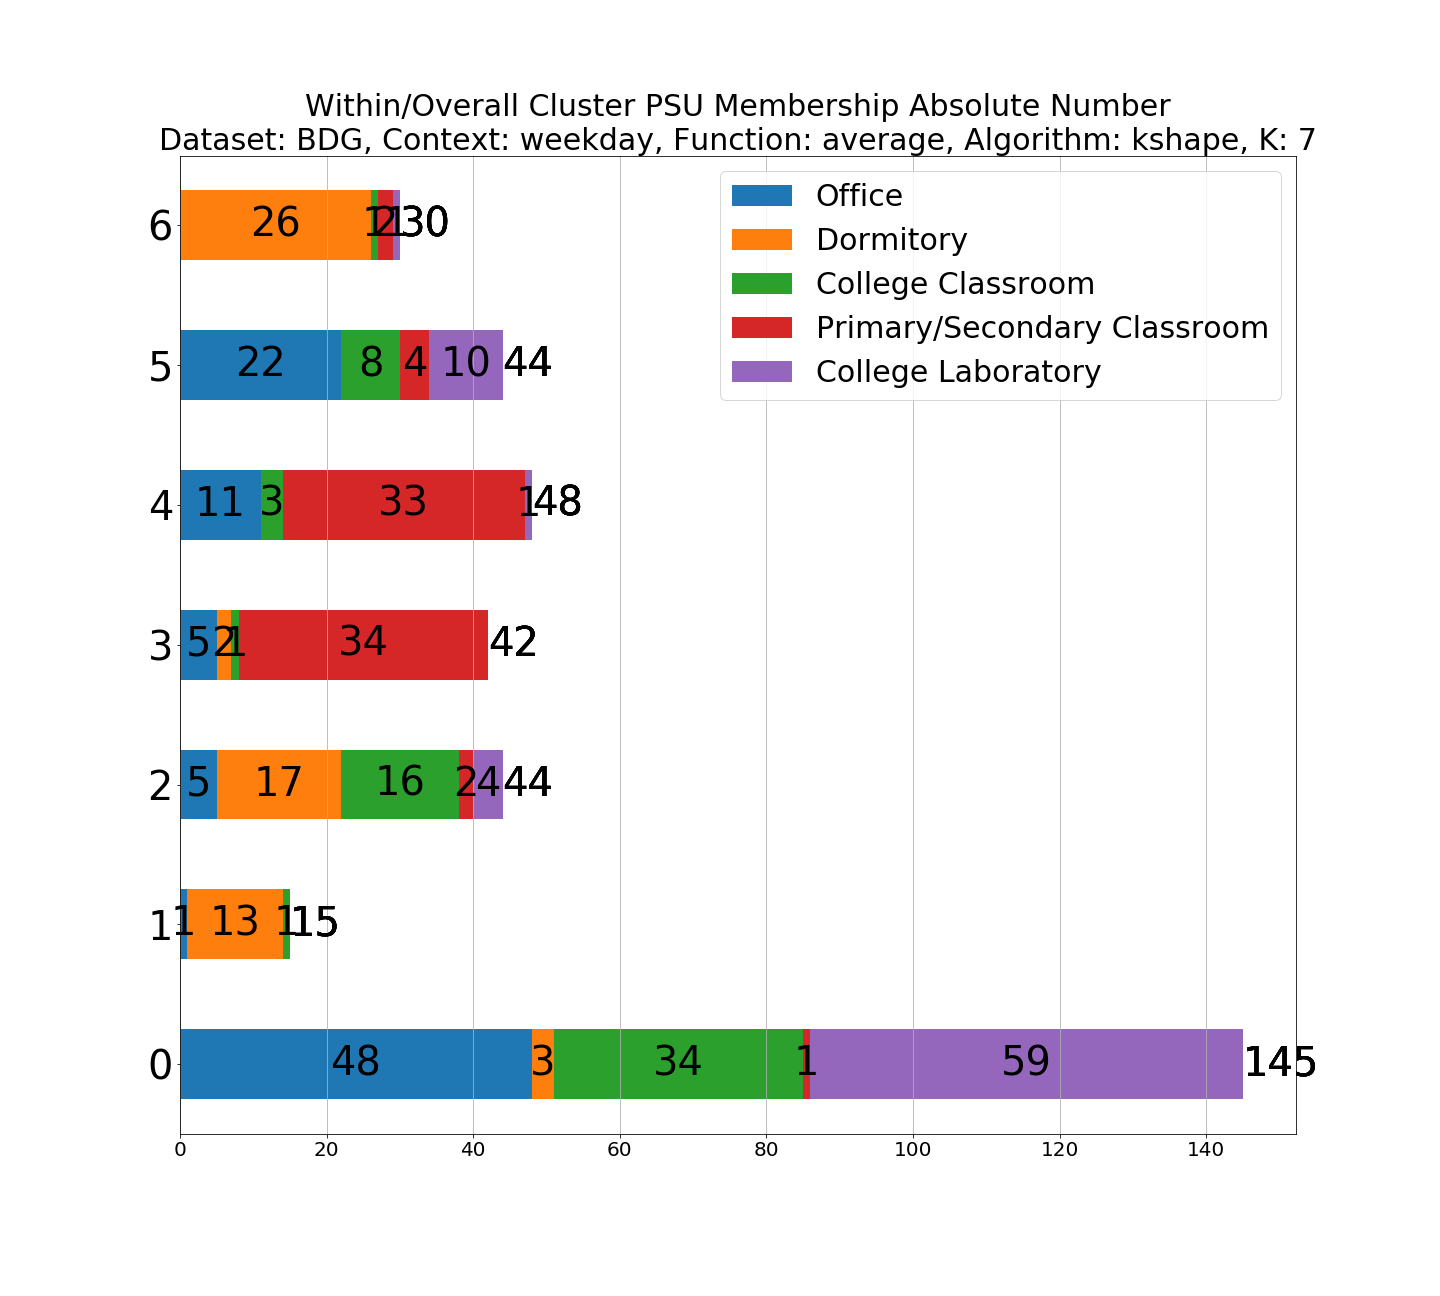 Within/Overall Cluster PSU Membership Absolute Number
Dataset: BDG, Context: weekday, Function: average, Algorithm: kshape, K: 7
Office
Dormitory
College Classroom
Primary/Secondary Classroom
College Laboratory
6 26 1 2 1 30
5 22 8 4 10 44
4 11 3 33 1 48
3 5 2 1 34 42
2 5 17 16 2 4 44
1 1 13 1 15
0 48 3 34 1 59 145
0 20 40 60 80 100 120 140